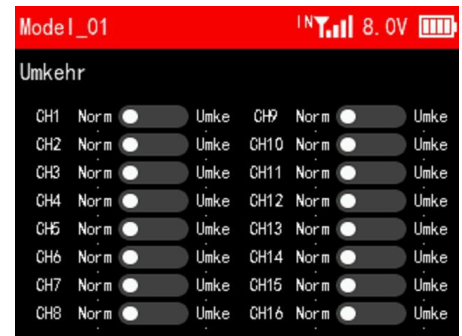 Model_01 IN 8.0V
Umkehr
CH1 Norm Umke CH9 Norm Umke
CH2 Norm Umke CH10 Norm Umke
CH3 Norm Umke CH11 Norm Umke
CH4 Norm Umke CH12 Norm Umke
CH5 Norm Umke CH13 Norm Umke
CH6 Norm Umke CH14 Norm Umke
CH7 Norm Umke CH15 Norm Umke
CH8 Norm Umke CH16 Norm Umke